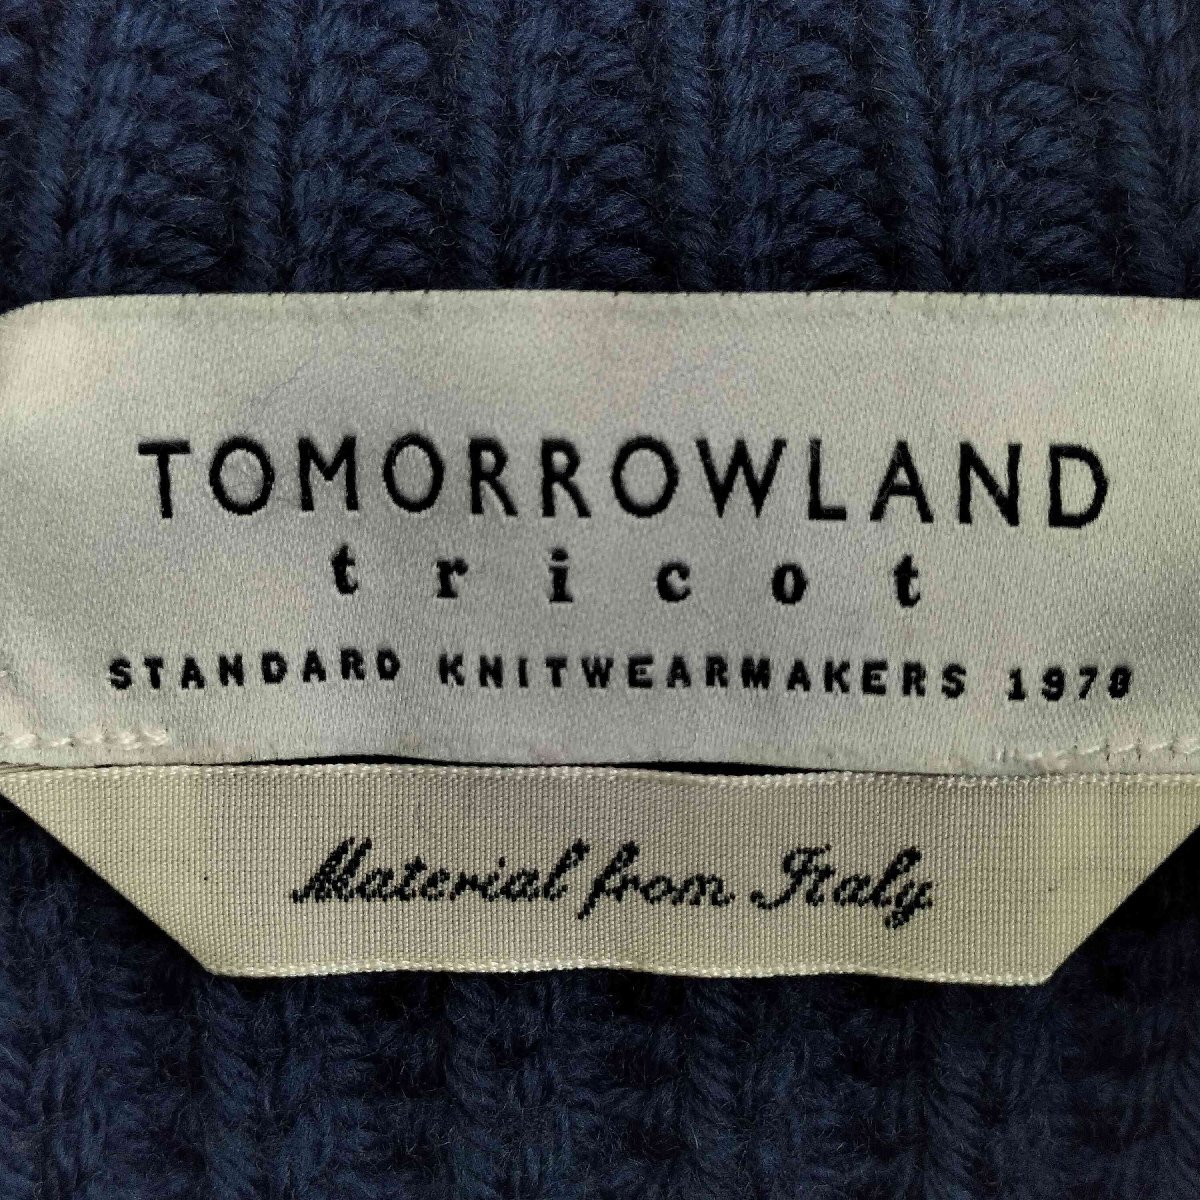 TOMORROWLAND
tricot
STANDARD KNITWEARMAKERS 1978
Material from Italy